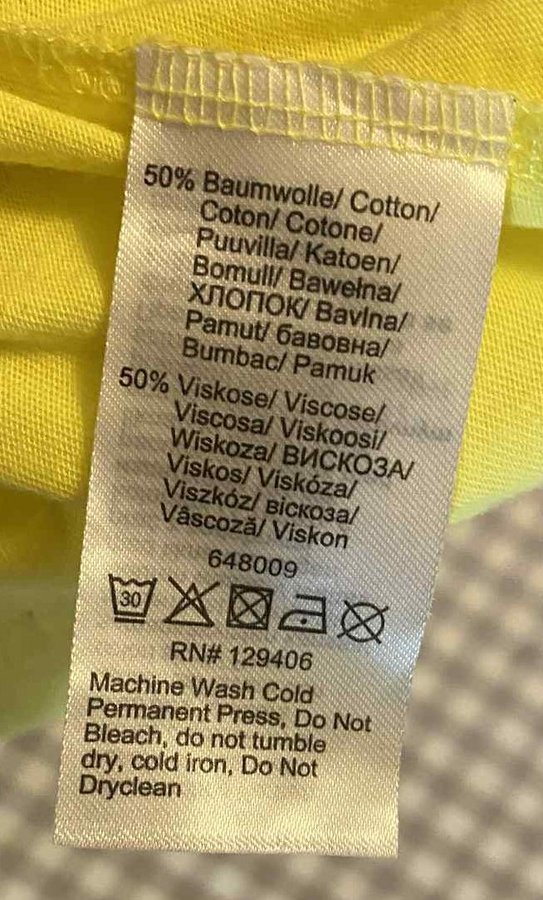 50% Baumwolle/ Cotton/
Coton/ Cotone/
Puuvilla/ Katoen/
Bomull/ Bawełna/
ХЛОПОК/ Bavlna/
Pamut/ бавовна/
Bumbac/ Pamuk
50% Viskose/ Viscose/
Viscosa/ Viskoosi/
Wiskoza/ ВИСКОЗА/
Viskos/ Viskóza/
Viszkóz/ віскоза/
Vâscoză/ Viskon
648009
30
RN# 129406
Machine Wash Cold
Permanent Press, Do Not
Bleach, do not tumble
dry, cold iron, Do Not
Dryclean